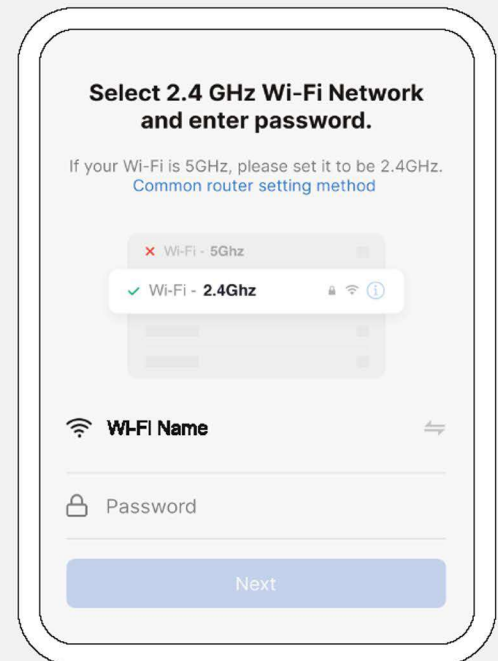 Select 2.4 GHz Wi-Fi Network
and enter password.
If your Wi-Fi is 5GHz, please set it to be 2.4GHz.
Common router setting method
Wi-Fi - 5Ghz
Wi-Fi - 2.4Ghz
WI-FI Name
Password
Next